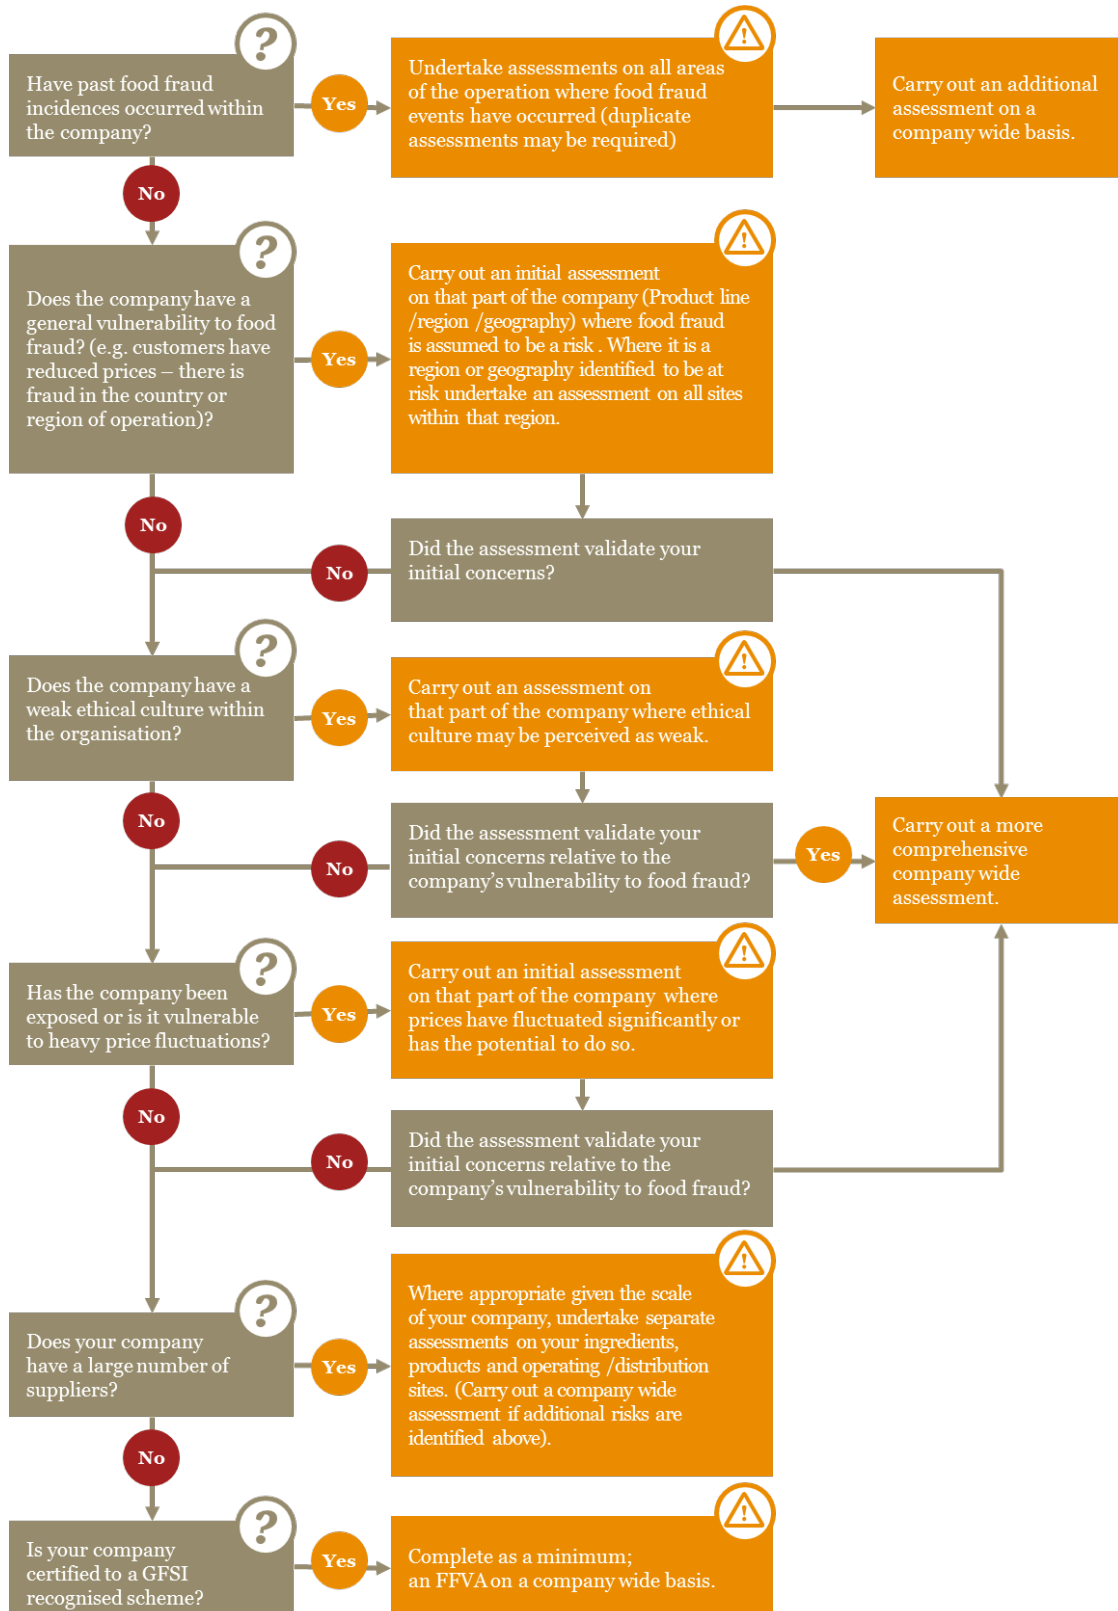 Have past food fraud
incidences occurred within
the company?
?
Yes
Undertake assessments on all areas
of the operation where food fraud
events have occurred (duplicate
assessments may be required)
!
Carry out an additional
assessment on a
company wide basis.
No
Does the company have a
general vulnerability to food
fraud? (e.g. customers have
reduced prices – there is
fraud in the country or
region of operation)?
?
Yes
Carry out an initial assessment
on that part of the company (Product line
/region /geography) where food fraud
is assumed to be a risk . Where it is a
region or geography identified to be at
risk undertake an assessment on all sites
within that region.
!
No
No
Did the assessment validate your
initial concerns?
Does the company have a
weak ethical culture within
the organisation?
?
Yes
Carry out an assessment on
that part of the company where ethical
culture may be perceived as weak.
!
No
No
Did the assessment validate your
initial concerns relative to the
company's vulnerability to food fraud?
Yes
Carry out a more
comprehensive
company wide
assessment.
Has the company been
exposed or is it vulnerable
to heavy price fluctuations?
?
Yes
Carry out an initial assessment
on that part of the company where
prices have fluctuated significantly or
has the potential to do so.
!
No
No
Did the assessment validate your
initial concerns relative to the
company's vulnerability to food fraud?
Does your company
have a large number of
suppliers?
?
Yes
Where appropriate given the scale
of your company, undertake separate
assessments on your ingredients,
products and operating /distribution
sites. (Carry out a company wide
assessment if additional risks are
identified above).
!
No
Is your company
certified to a GFSI
recognised scheme?
?
Yes
Complete as a minimum;
an FFVA on a company wide basis.
!